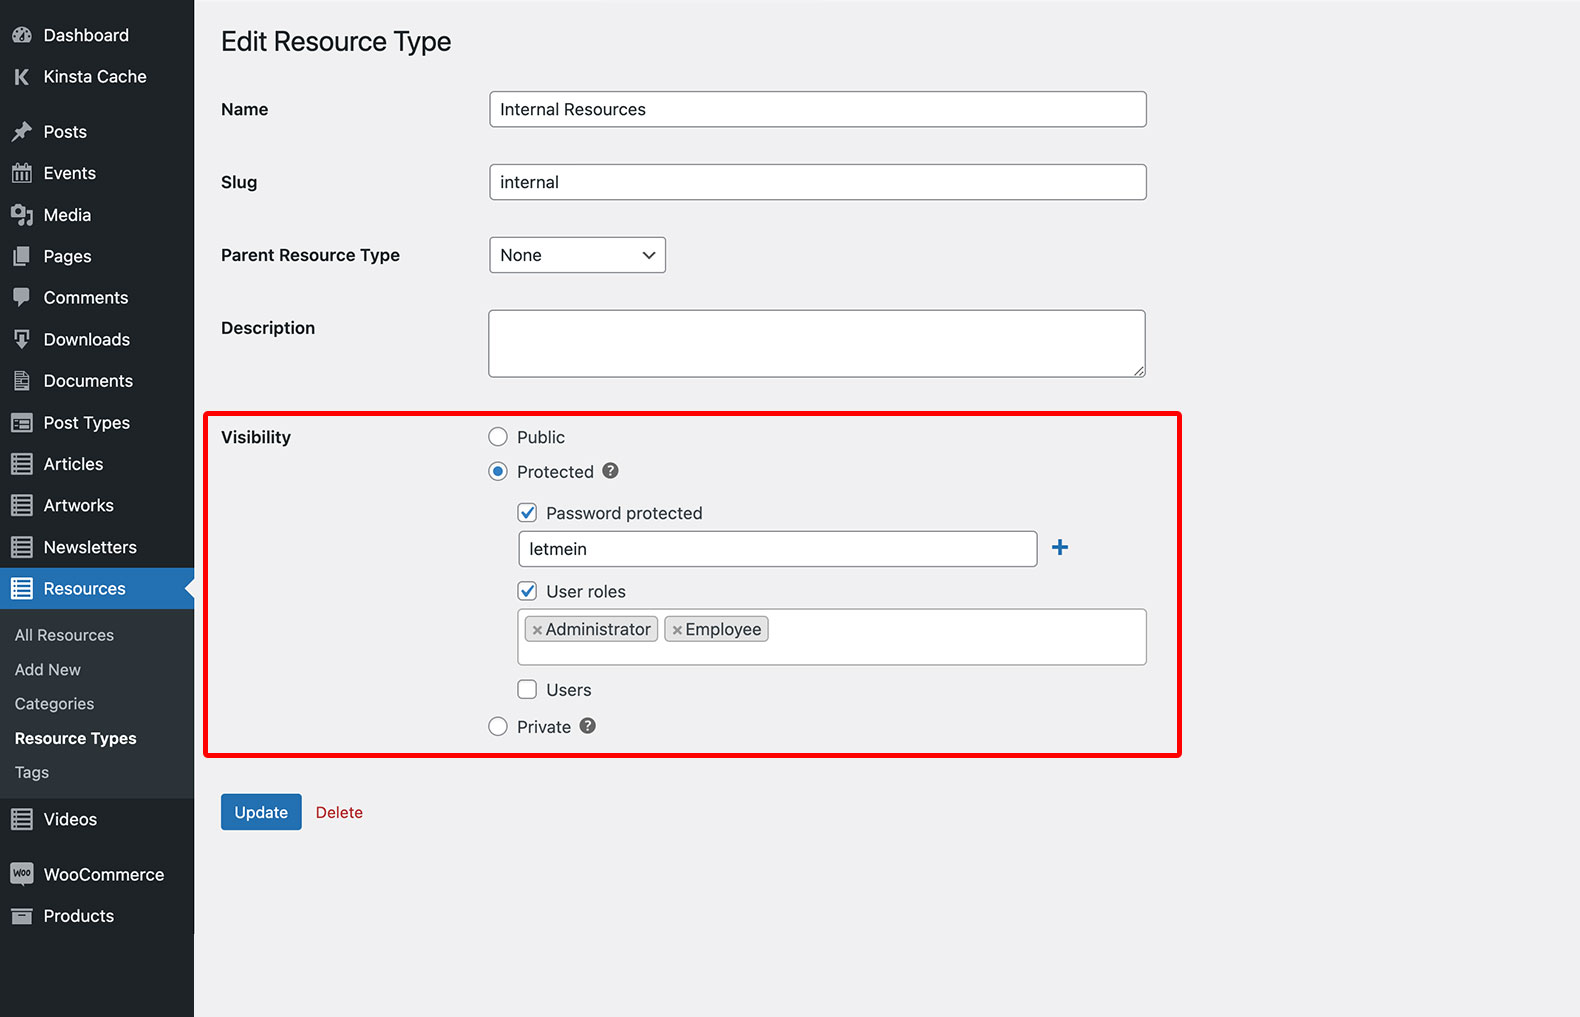 Dashboard
Kinsta Cache
Posts
Events
Media
Pages
Comments
Downloads
Documents
Post Types
Articles
Artworks
Newsletters
Resources
All Resources
Add New
Categories
Resource Types
Tags
Videos
WooCommerce
Products
Edit Resource Type
Name
Internal Resources
Slug
internal
Parent Resource Type
None
Description
Visibility
Public
Protected ?
Password protected
letmein
+
User roles
× Administrator × Employee
Users
Private ?
Update Delete